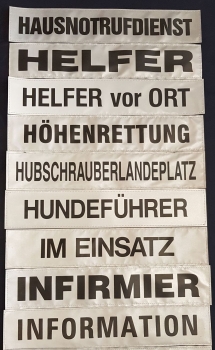 HAUSNOTRUFDIENST
HELFER
HELFER vor ORT
HÖHENRETTUNG
HUBSCHRAUBERLANDEPLATZ
HUNDEFÜHRER
IM EINSATZ
INFIRMIER
INFORMATION